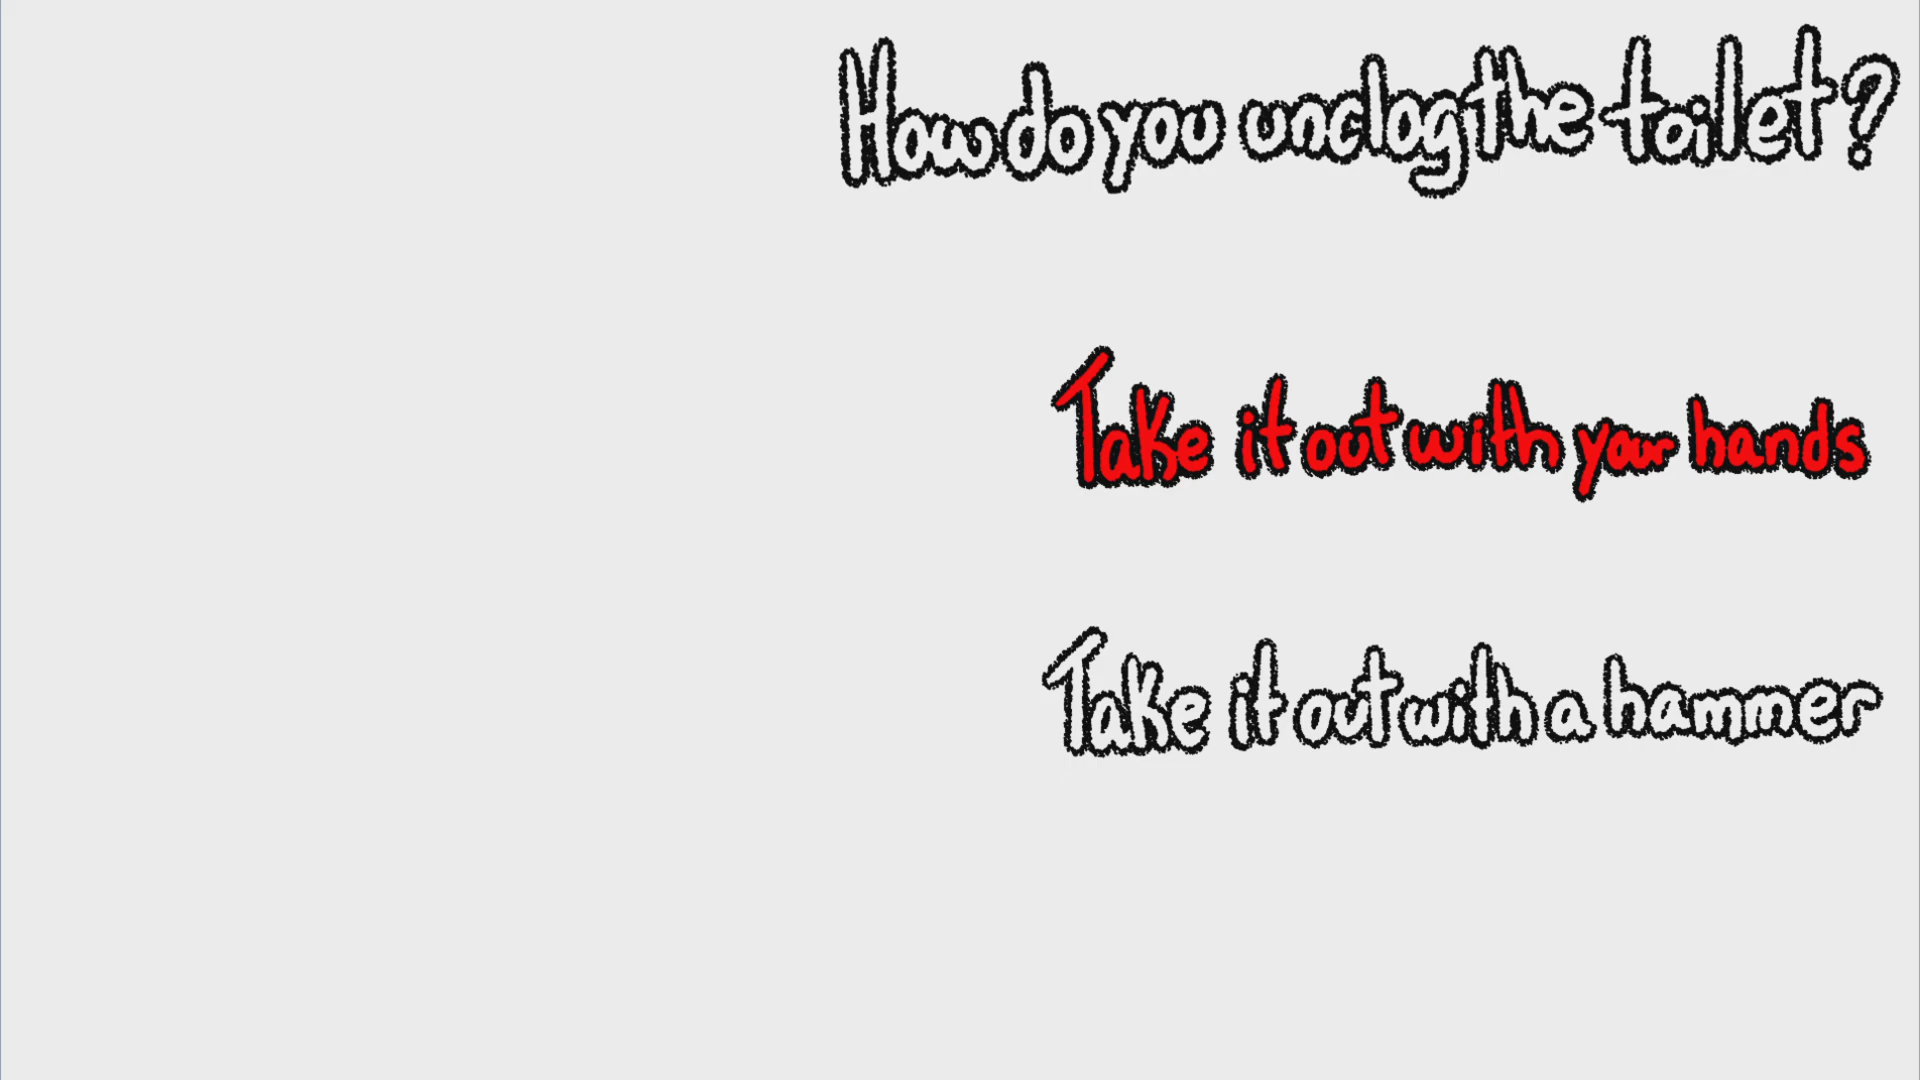 How do you unclog the toilet?
Take it out with your hands
Take it out with a hammer